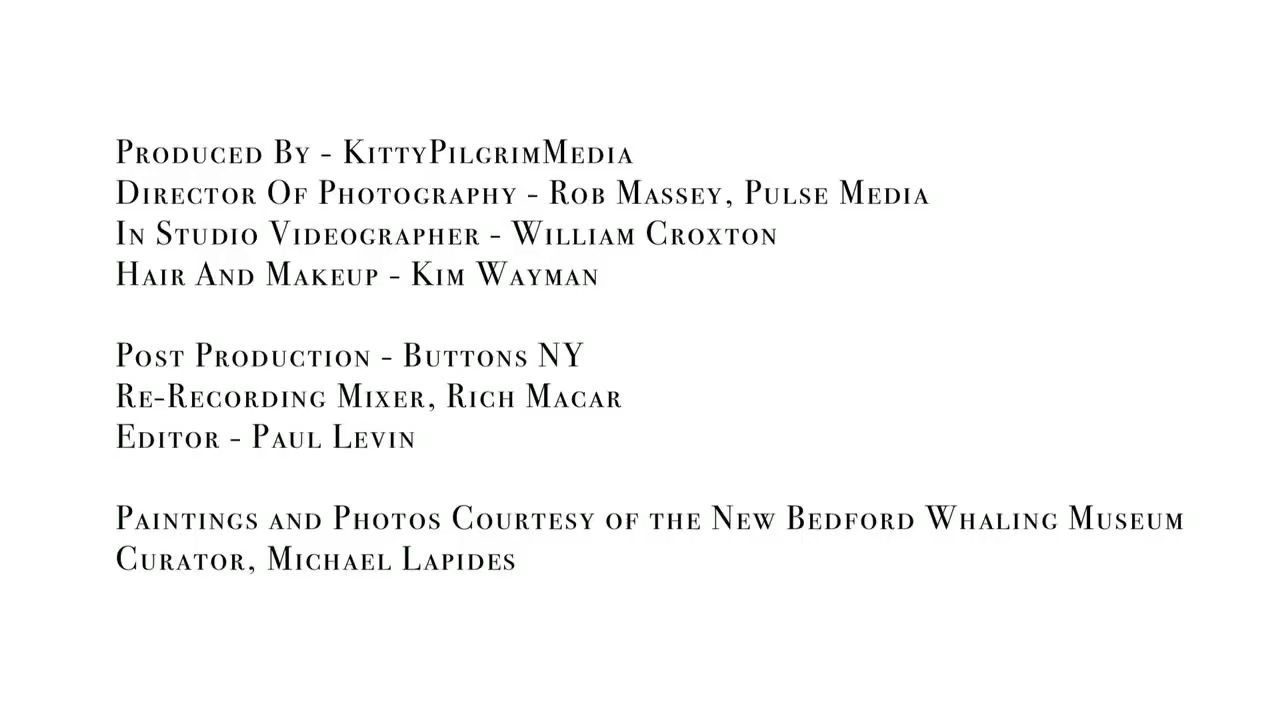 Produced By - KittyPilgrimMedia
Director Of Photography - Rob Massey, Pulse Media
In Studio Videographer - William Croxton
Hair And Makeup - Kim Wayman
Post Production - Buttons NY
Re-Recording Mixer, Rich Macar
Editor - Paul Levin
Paintings and Photos Courtesy of the New Bedford Whaling Museum
Curator, Michael Lapides